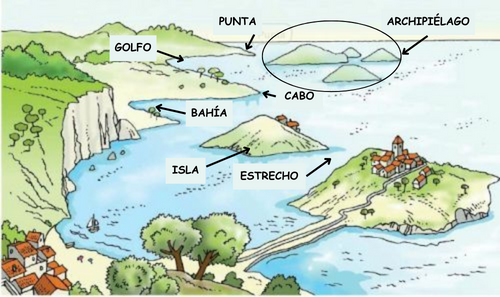 PUNTA
ARCHIPIÉLAGO
GOLFO
CABO
BAHÍA
ISLA
ESTRECHO